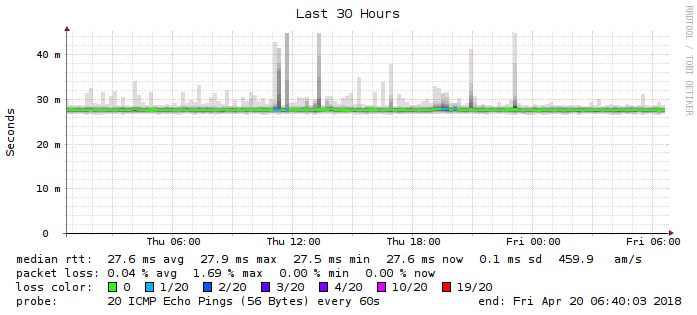 Last 30 Hours
RRDTOOL / TOBI OETIKER
Seconds
40 m
30 m
20 m
10 m
0
Thu 06:00 Thu 12:00 Thu 18:00 Fri 00:00 Fri 06:00
median rtt: 27.6 ms avg 27.9 ms max 27.5 ms min 27.6 ms now 0.1 ms sd 459.9 am/s
packet loss: 0.04 % avg 1.69 % max 0.00 % min 0.00 % now
loss color: 0 1/20 2/20 3/20 4/20 10/20 19/20
probe: 20 ICMP Echo Pings (56 Bytes) every 60s end: Fri Apr 20 06:40:03 2018